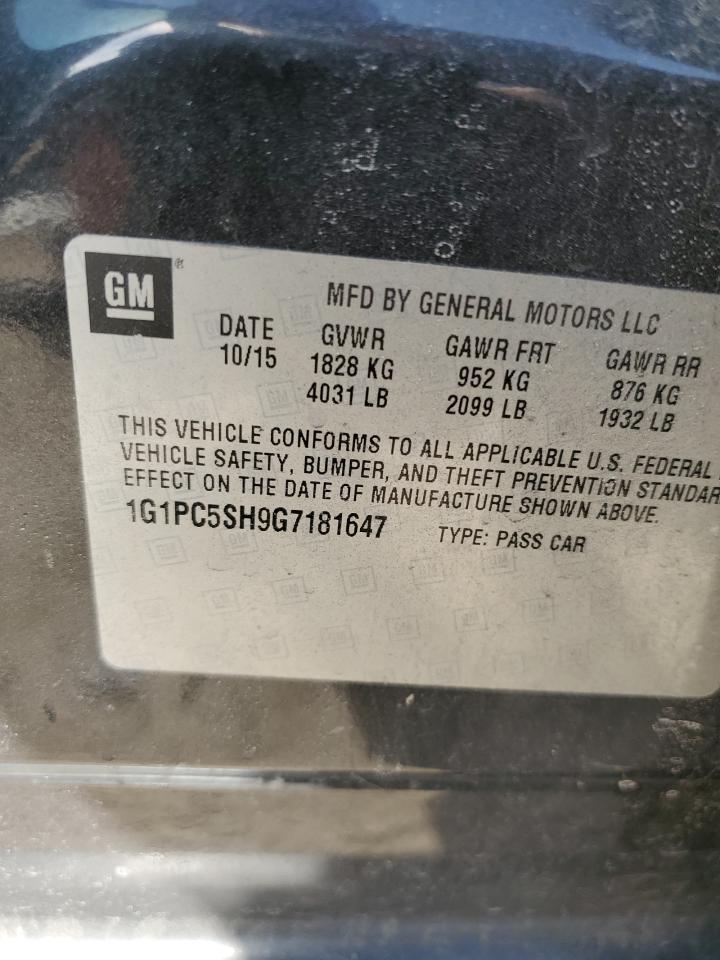 GM®
MFD BY GENERAL MOTORS LLC
DATE GVWR GAWR FRT GAWR RR
10/15 1828 KG 952 KG 876 KG
4031 LB 2099 LB 1932 LB
THIS VEHICLE CONFORMS TO ALL APPLICABLE U.S. FEDERAL
VEHICLE SAFETY, BUMPER, AND THEFT PREVENTION STANDAR
EFFECT ON THE DATE OF MANUFACTURE SHOWN ABOVE.
1G1PC5SH9G7181647 TYPE: PASS CAR